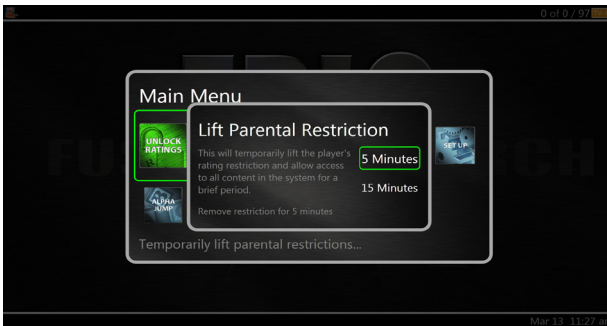 0 of 0 / 97
Main Menu
Lift Parental Restriction
UNLOCK
RATINGS
This will temporarily lift the player's
rating restriction and allow access
to all content in the system for a
brief period.
5 Minutes
15 Minutes
SET UP
ALPHA
JUMP
Remove restriction for 5 minutes
Temporarily lift parental restrictions...
Mar 13 11:27 am